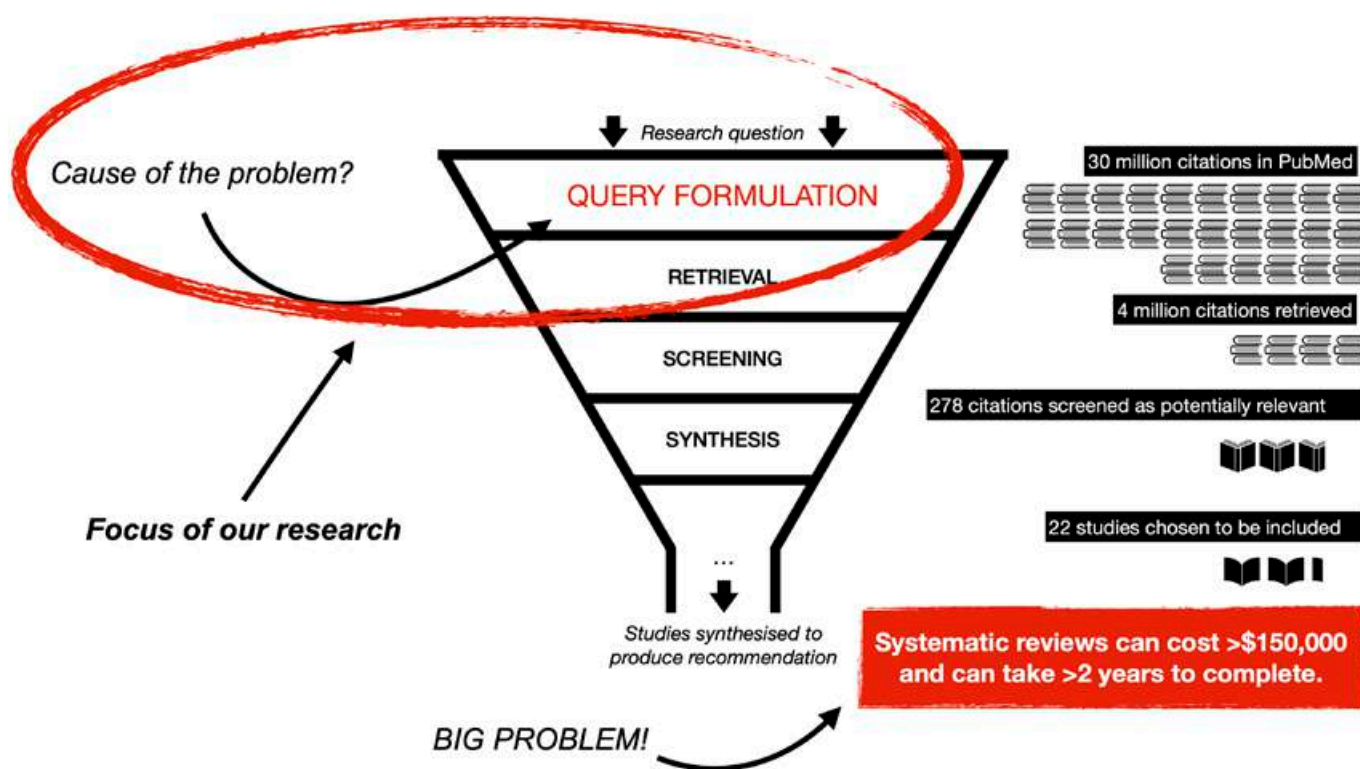 Research question
Cause of the problem?
QUERY FORMULATION
RETRIEVAL
SCREENING
SYNTHESIS
Focus of our research
...
Studies synthesised to
produce recommendation
BIG PROBLEM!
30 million citations in PubMed
4 million citations retrieved
278 citations screened as potentially relevant
22 studies chosen to be included
Systematic reviews can cost >$150,000
and can take >2 years to complete.